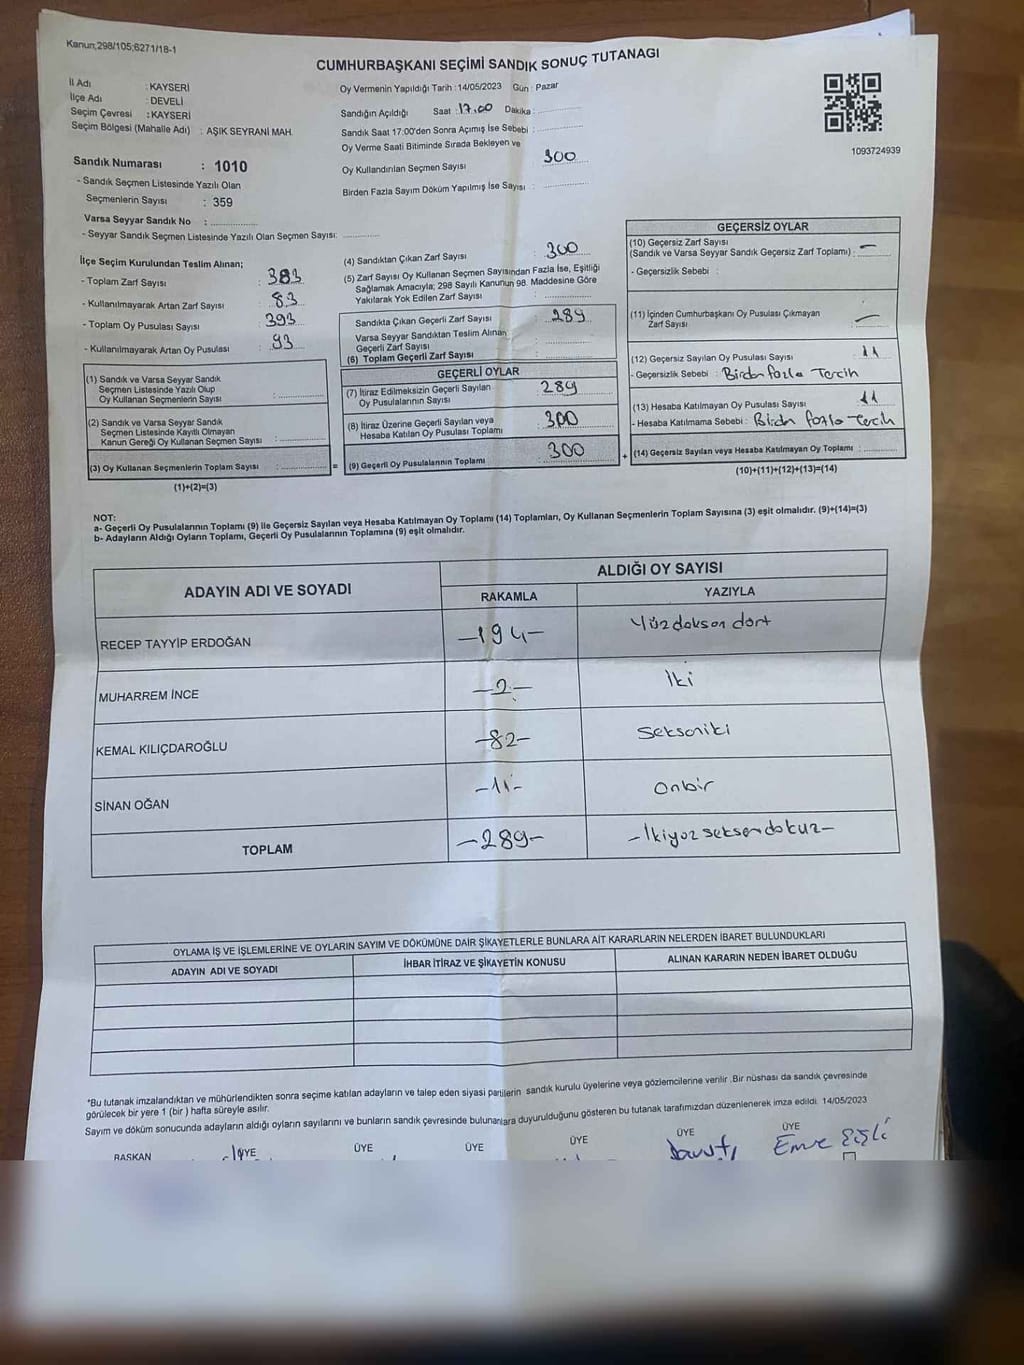 Kanun;298/105;6271/18-1
CUMHURBAŞKANI SEÇİMİ SANDIK SONUÇ TUTANAGI
İl Adı : KAYSERİ
İlçe Adı : DEVELİ
Seçim Çevresi : KAYSERİ
Seçim Bölgesi (Mahalle Adı) : AŞIK SEYRANİ MAH.
Sandık Numarası : 1010
- Sandık Seçmen Listesinde Yazılı Olan
Seçmenlerin Sayısı : 359
Varsa Seyyar Sandık No :
- Seyyar Sandık Seçmen Listesinde Yazılı Olan Seçmen Sayısı:
Oy Vermenin Yapıldığı Tarih : 14/05/2023 Gün : Pazar
Sandığın Açıldığı Saat : 17.00 Dakika :
Sandık Saat 17:00'den Sonra Açımış İse Sebebi :
Oy Verme Saati Bitiminde Sırada Bekleyen ve
Oy Kullandırılan Seçmen Sayısı : 300
Birden Fazla Sayım Döküm Yapılmış İse Sayısı :
1093724939
İlçe Seçim Kurulundan Teslim Alınan;
- Toplam Zarf Sayısı : 383
- Kullanılmayarak Artan Zarf Sayısı : 83
- Toplam Oy Pusulası Sayısı : 393
- Kullanılmayarak Artan Oy Pusulası : 93
(1) Sandık ve Varsa Seyyar Sandık
Seçmen Listesinde Yazılı Olup
Oy Kullanan Seçmenlerin Sayısı :
(2) Sandık ve Varsa Seyyar Sandık
Seçmen Listesinde Kayıtlı Olmayan
Kanun Gereği Oy Kullanan Seçmen Sayısı :
(3) Oy Kullanan Seçmenlerin Toplam Sayısı :
(1)+(2)=(3)
(4) Sandıktan Çıkan Zarf Sayısı : 300
(5) Zarf Sayısı Oy Kullanan Seçmen Sayısından Fazla İse, Eşitliği
Sağlamak Amacıyla; 298 Sayılı Kanunun 98. Maddesine Göre
Yakılarak Yok Edilen Zarf Sayısı :
Sandıkta Çıkan Geçerli Zarf Sayısı : 289
Varsa Seyyar Sandıktan Teslim Alınan
Geçerli Zarf Sayısı :
(6) Toplam Geçerli Zarf Sayısı :
GEÇERLİ OYLAR
(7) İtiraz Edilmeksizin Geçerli Sayılan
Oy Pusulalarının Sayısı : 289
(8) İtiraz Üzerine Geçerli Sayılan veya
Hesaba Katılan Oy Pusulası Toplamı : 300
(9) Geçerli Oy Pusulalarının Toplamı : 300
GEÇERSİZ OYLAR
(10) Geçersiz Zarf Sayısı
(Sandık ve Varsa Seyyar Sandık Geçersiz Zarf Toplamı) : —
- Geçersizlik Sebebi :
(11) İçinden Cumhurbaşkanı Oy Pusulası Çıkmayan
Zarf Sayısı : —
(12) Geçersiz Sayılan Oy Pusulası Sayısı : 11
- Geçersizlik Sebebi : Birden fazla Tercih
(13) Hesaba Katılmayan Oy Pusulası Sayısı : 11
- Hesaba Katılmama Sebebi : Birden fazla Tercih
(14) Geçersiz Sayılan veya Hesaba Katılmayan Oy Toplamı :
(10)+(11)+(12)+(13)=(14)
NOT:
a- Geçerli Oy Pusulalarının Toplamı (9) ile Geçersiz Sayılan veya Hesaba Katılmayan Oy Toplamı (14) Toplamları, Oy Kullanan Seçmenlerin Toplam Sayısına (3) eşit olmalıdır. (9)+(14)=(3)
b- Adayların Aldığı Oyların Toplamı, Geçerli Oy Pusulalarının Toplamına (9) eşit olmalıdır.
ADAYIN ADI VE SOYADI
ALDIĞI OY SAYISI
RAKAMLA YAZIYLA
RECEP TAYYİP ERDOĞAN -194- Yüzdoksan dört
MUHARREM İNCE -2- İki
KEMAL KILIÇDAROĞLU -82- Sekseniki
SİNAN OĞAN -11- Onbir
TOPLAM -289- -İkiyüzseksendokuz-
OYLAMA İŞ VE İŞLEMLERİNE VE OYLARIN SAYIM VE DÖKÜMÜNE DAİR ŞİKAYETLERLE BUNLARA AİT KARARLARIN NELERDEN İBARET BULUNDUKLARI
ADAYIN ADI VE SOYADI İHBAR İTİRAZ VE ŞİKAYETİN KONUSU ALINAN KARARIN NEDEN İBARET OLDUĞU
*Bu tutanak imzalandıktan ve mühürlendikten sonra seçime katılan adayların ve talep eden siyasi partilerin sandık kurulu üyelerine veya gözlemcilerine verilir .Bir nüshası da sandık çevresinde
görülecek bir yere 1 (bir ) hafta süreyle asılır.
Sayım ve döküm sonucunda adayların aldığı oyların sayılarını ve bunların sandık çevresinde bulunanlara duyurulduğunu gösteren bu tutanak tarafımızdan düzenlenerek imza edildi. 14/05/2023
BAŞKAN ÜYE ÜYE ÜYE ÜYE ÜYE ÜYE